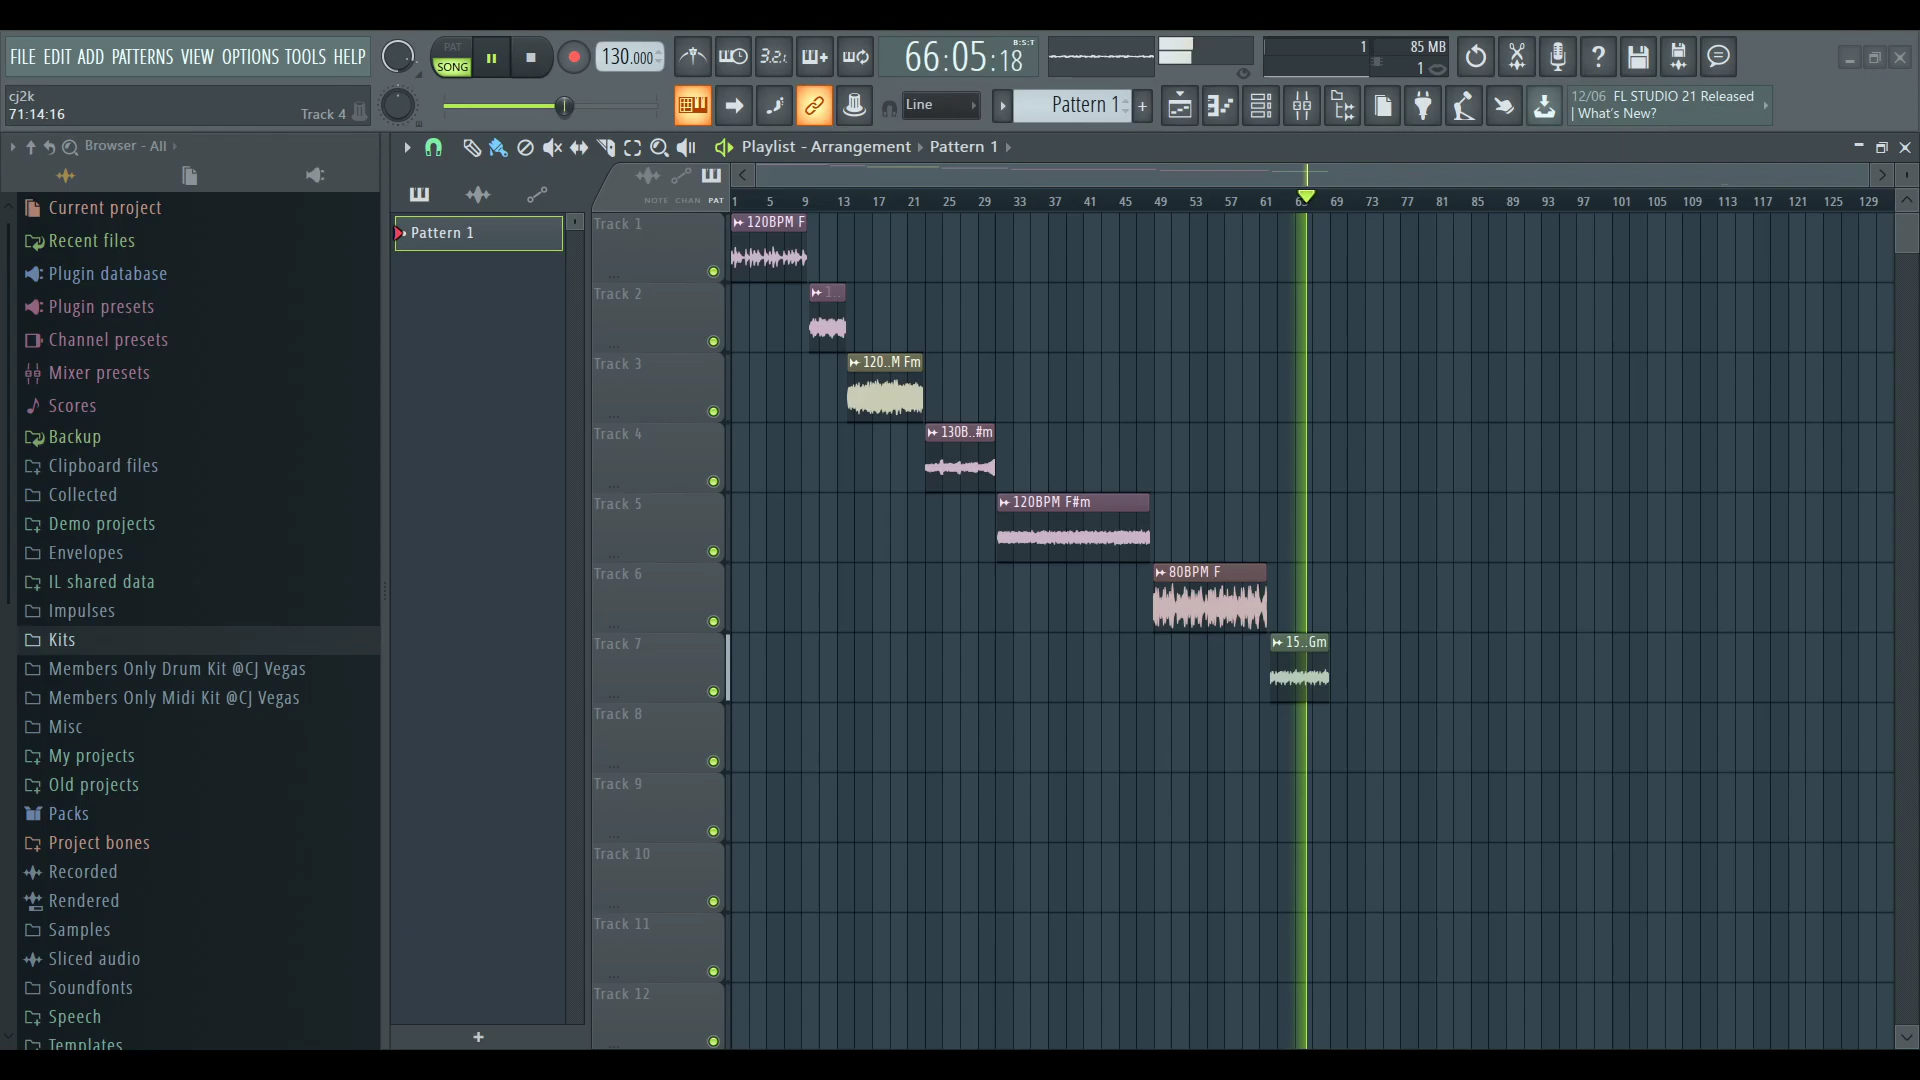 FILE EDIT ADD PATTERNS VIEW OPTIONS TOOLS HELP
PAT
SONG
130.000
3.2.1
66:05:18
B:S:T
1
85 MB
1
cj2k
71:14:16
Track 4
Line
Pattern 1
+
12/06 FL STUDIO 21 Released
| What's New?
Browser - All
Playlist - Arrangement
Pattern 1
Current project
Recent files
Plugin database
Plugin presets
Channel presets
Mixer presets
Scores
Backup
Clipboard files
Collected
Demo projects
Envelopes
IL shared data
Impulses
Kits
Members Only Drum Kit @CJ Vegas
Members Only Midi Kit @CJ Vegas
Misc
My projects
Old projects
Packs
Project bones
Recorded
Rendered
Samples
Sliced audio
Soundfonts
Speech
Templates
Pattern 1
+
NOTE CHAN PAT
1 5 9 13 17 21 25 29 33 37 41 45 49 53 57 61 69 73 77 81 85 89 93 97 101 105 109 113 117 121 125 129
Track 1
120BPM F
Track 2
1..
Track 3
120..M Fm
Track 4
130B..#m
Track 5
120BPM F#m
Track 6
80BPM F
Track 7
15..Gm
Track 8
Track 9
Track 10
Track 11
Track 12